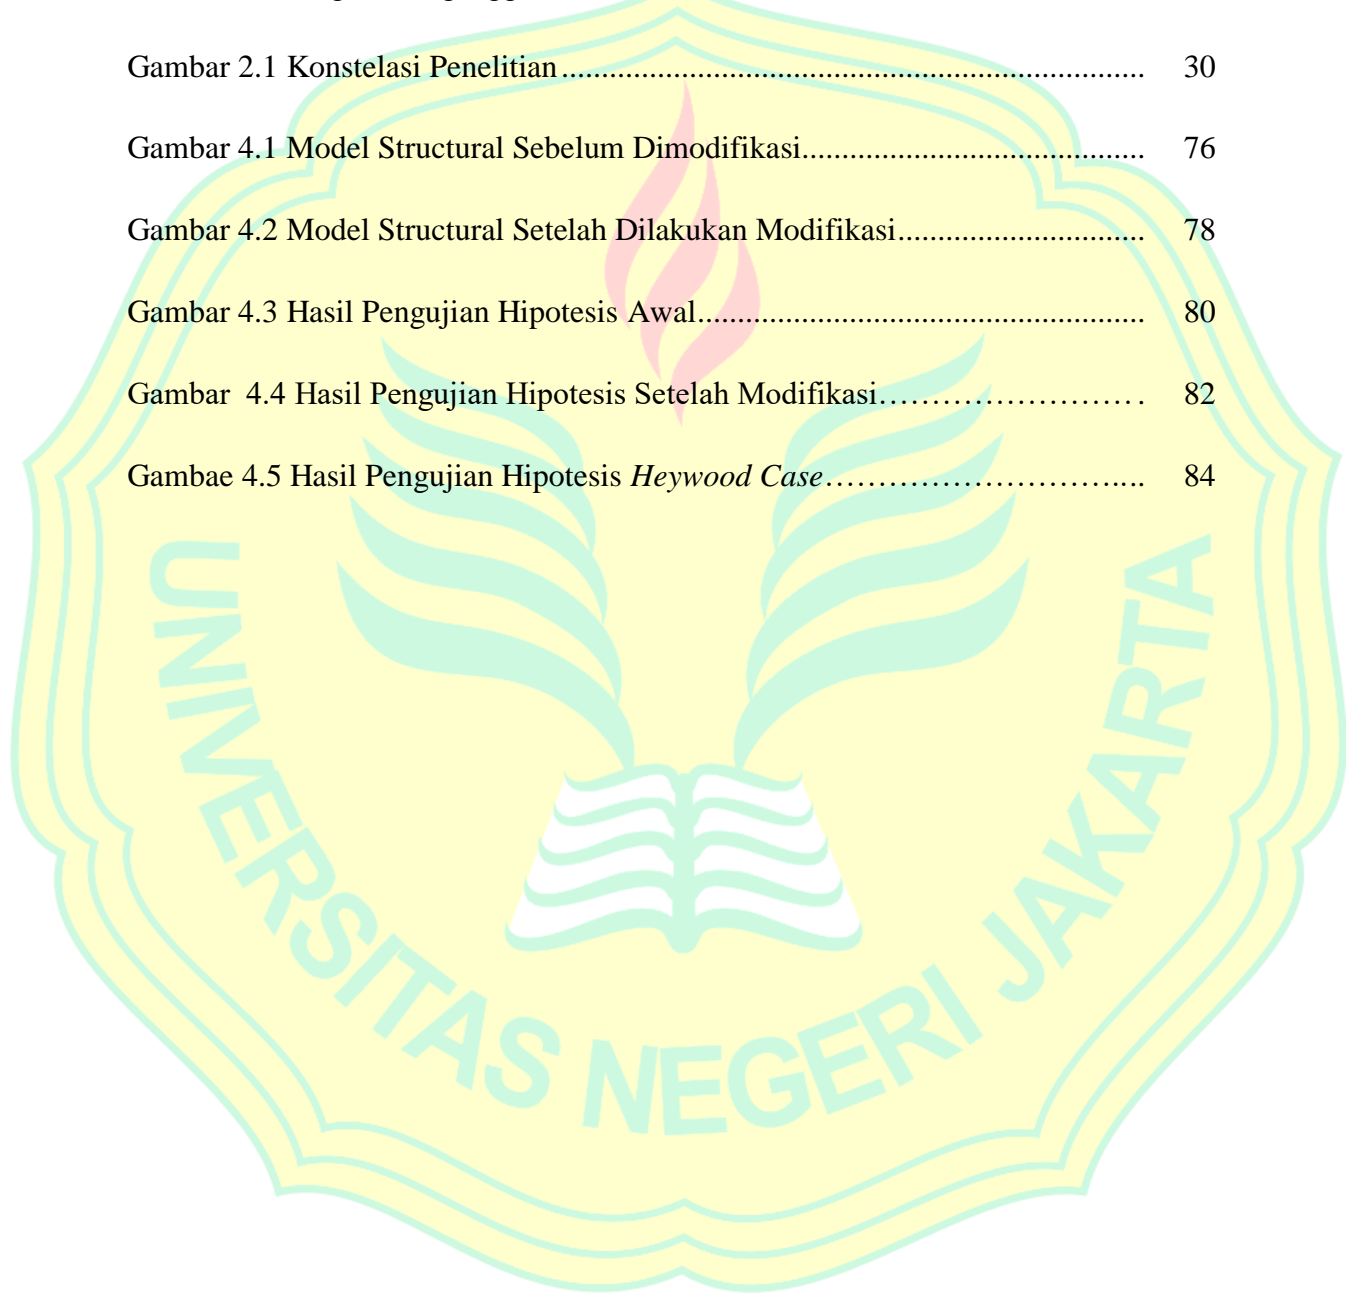 Gambar 2.1 Konstelasi Penelitian.......................................................................... 30
Gambar 4.1 Model Structural Sebelum Dimodifikasi........................................... 76
Gambar 4.2 Model Structural Setelah Dilakukan Modifikasi............................... 78
Gambar 4.3 Hasil Pengujian Hipotesis Awal........................................................ 80
Gambar  4.4 Hasil Pengujian Hipotesis Setelah Modifikasi……………………. 82
Gambae 4.5 Hasil Pengujian Hipotesis Heywood Case………………………..... 84
UNIVERSITAS NEGERI JAKARTA